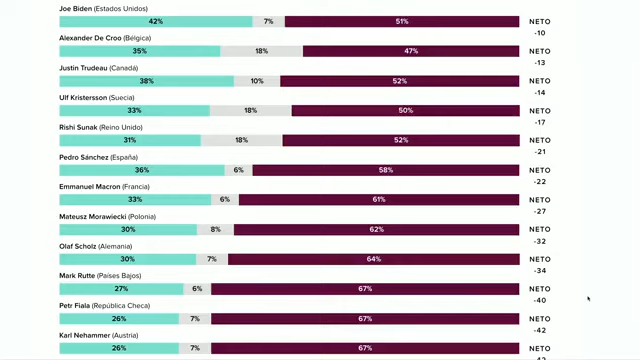 Joe Biden (Estados Unidos)
42% 7% 51% NETO
-10
Alexander De Croo (Bélgica)
35% 18% 47% NETO
-13
Justin Trudeau (Canadá)
38% 10% 52% NETO
-14
Ulf Kristersson (Suecia)
33% 18% 50% NETO
-17
Rishi Sunak (Reino Unido)
31% 18% 52% NETO
-21
Pedro Sánchez (España)
36% 6% 58% NETO
-22
Emmanuel Macron (Francia)
33% 6% 61% NETO
-27
Mateusz Morawiecki (Polonia)
30% 8% 62% NETO
-32
Olaf Scholz (Alemania)
30% 7% 64% NETO
-34
Mark Rutte (Países Bajos)
27% 6% 67% NETO
-40
Petr Fiala (República Checa)
26% 7% 67% NETO
-42
Karl Nehammer (Austria)
26% 7% 67% NETO